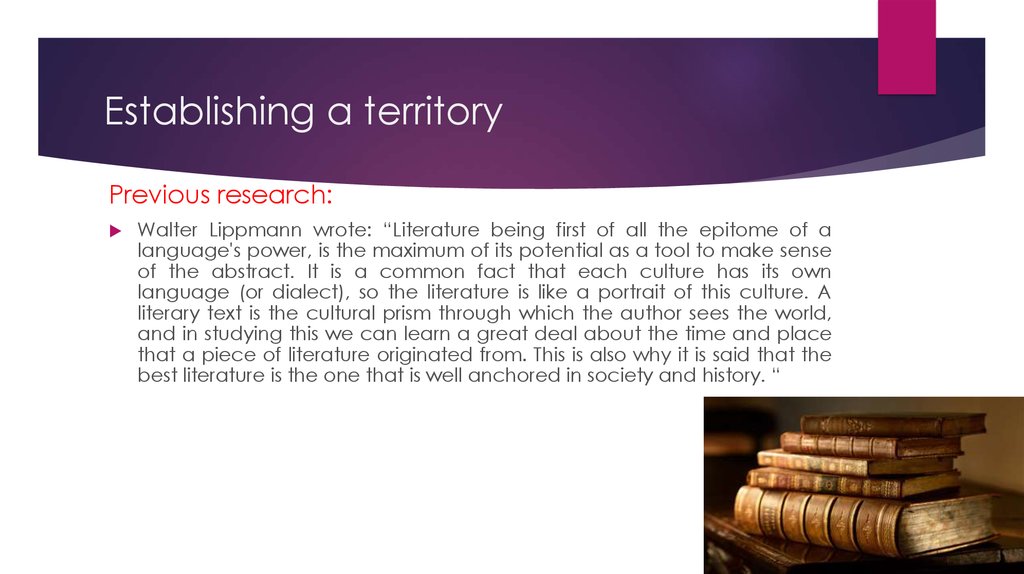 Establishing a territory
Previous research:
Walter Lippmann wrote: “Literature being first of all the epitome of a
language's power, is the maximum of its potential as a tool to make sense
of the abstract. It is a common fact that each culture has its own
language (or dialect), so the literature is like a portrait of this culture. A
literary text is the cultural prism through which the author sees the world,
and in studying this we can learn a great deal about the time and place
that a piece of literature originated from. This is also why it is said that the
best literature is the one that is well anchored in society and history. “